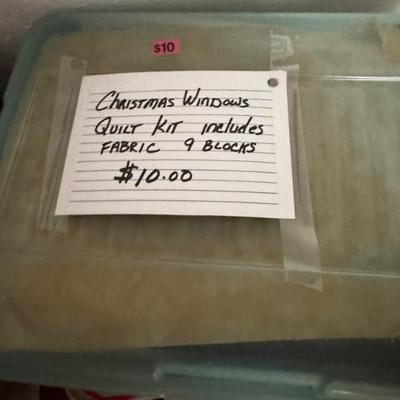 $10
Christmas Windows
Quilt Kit includes
Fabric 9 Blocks
$10.00